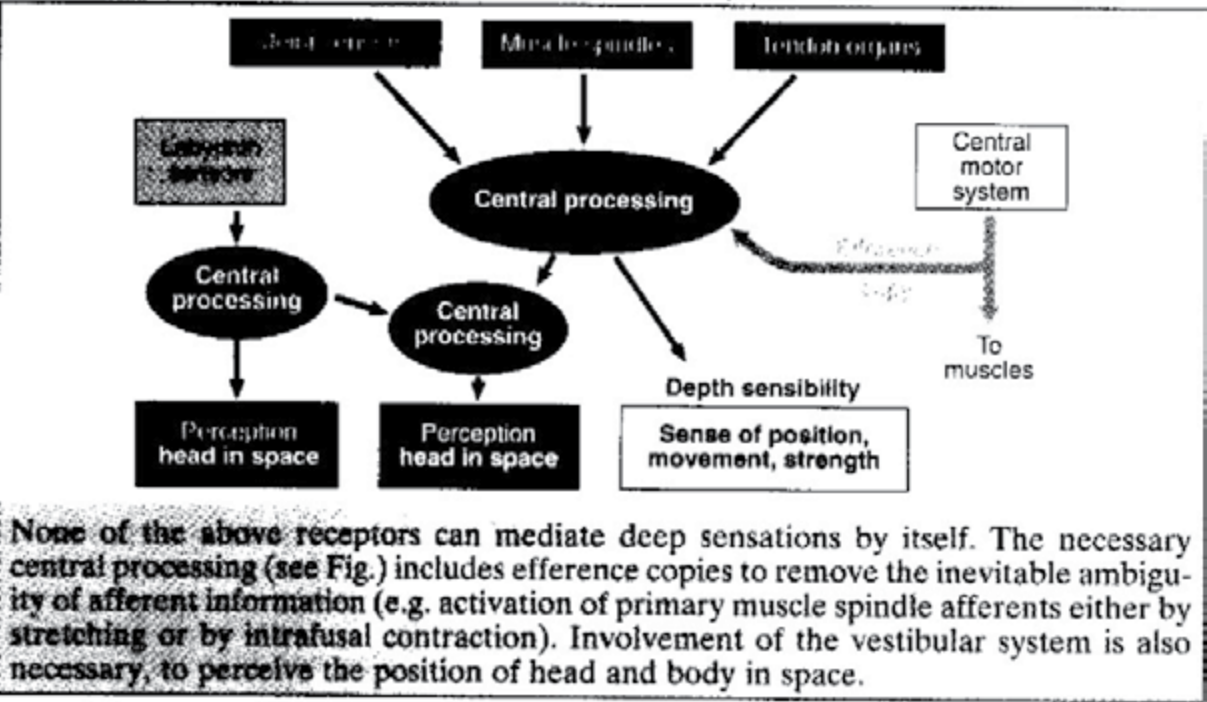 Muscle spindles
Tendon organs
Labyrinth
sensors
Central
motor
system
Central processing
Efference
copy
Central
processing
Central
processing
To
muscles
Depth sensibility
Perception
head in space
Perception
head in space
Sense of position,
movement, strength
None of the above receptors can mediate deep sensations by itself. The necessary
central processing (see Fig.) includes efference copies to remove the inevitable ambigu-
ity of afferent information (e.g. activation of primary muscle spindle afferents either by
stretching or by intrafusal contraction). Involvement of the vestibular system is also
necessary, to perceive the position of head and body in space.